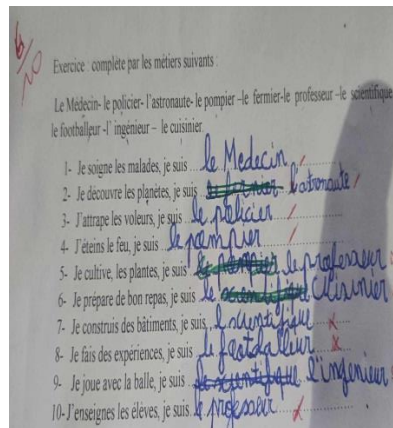 5/20
Exercice : complète par les métiers suivants :
Le Médecin- le policier- l'astronaute- le pompier –le fermier-le professeur –le scientifique
le footballeur -l' ingénieur – le cuisinier
1- Je soigne les malades, je suis ...le Medecin
2- Je découvre les planètes, je suis ... l'atronaute
3- J'attrape les voleurs, je suis ...le policier
4- J'éteins le feu, je suis ...le pompier
5- Je cultive, les plantes, je suis le professeur
6- Je prépare de bon repas, je suis le cuisinier
7- Je construis des bâtiments, je suis...l scientifique
8- Je fais des expériences, je suis ...le footballeur
9- Je joue avec la balle, je suis ... l'ingenieur
10- J'enseignes les élèves, je suis...le professeur